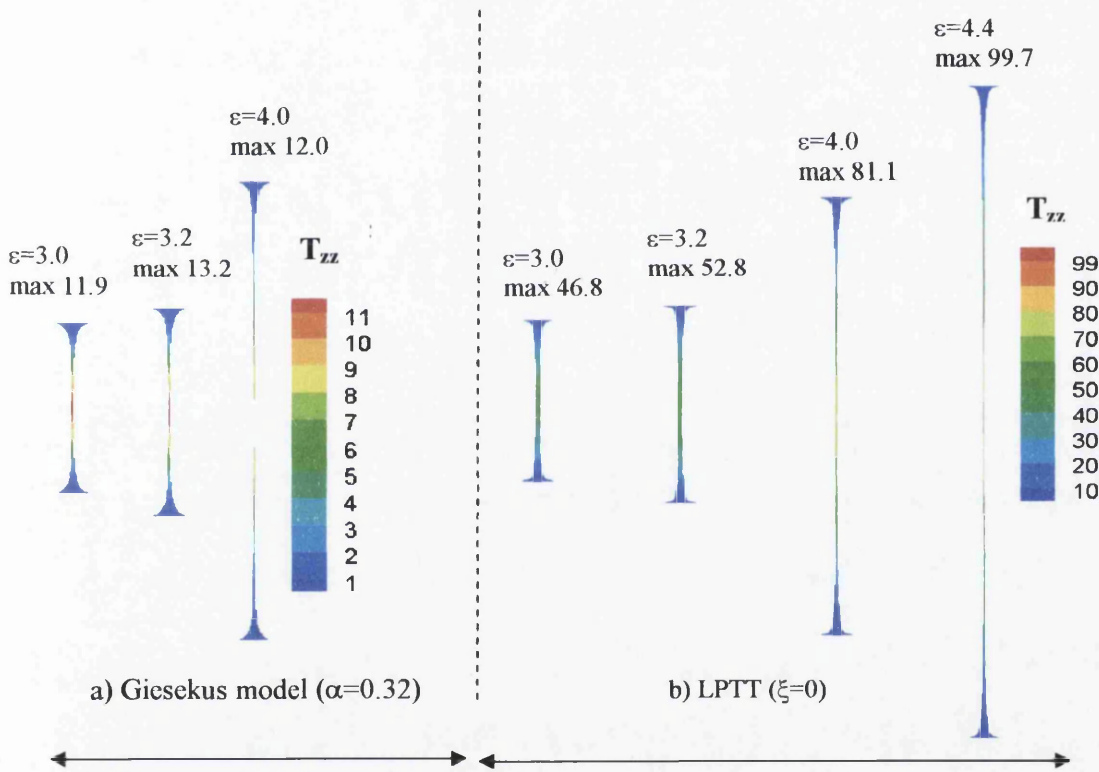 ε=3.0
max 11.9
ε=3.2
max 13.2
ε=4.0
max 12.0
Tzz
11
10
9
8
7
6
5
4
3
2
1
a) Giesekus model (α=0.32)
ε=3.0
max 46.8
ε=3.2
max 52.8
ε=4.0
max 81.1
ε=4.4
max 99.7
Tzz
99
90
80
70
60
50
40
30
20
10
b) LPTT (ξ=0)